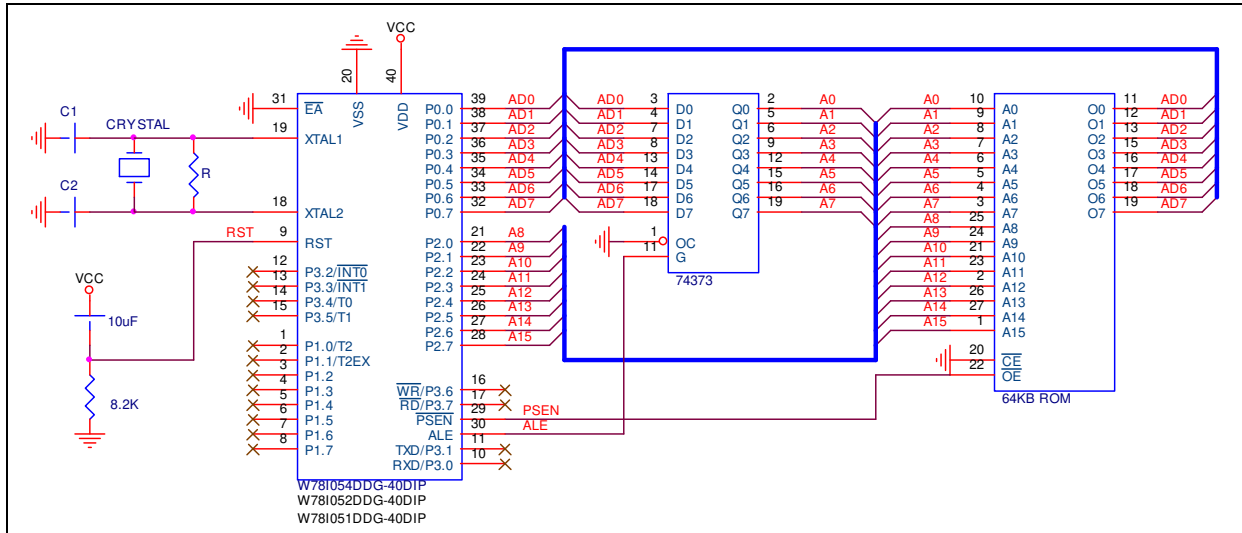 VCC
C1
CRYSTAL
R
C2
RST
VCC
10uF
8.2K
31 EA
19 XTAL1
18 XTAL2
9 RST
12 P3.2/INT0
13 P3.3/INT1
14 P3.4/T0
15 P3.5/T1
1 P1.0/T2
2 P1.1/T2EX
3 P1.2
4 P1.3
5 P1.4
6 P1.5
7 P1.6
8 P1.7
20 VSS
40 VDD
P0.0 39 AD0
P0.1 38 AD1
P0.2 37 AD2
P0.3 36 AD3
P0.4 35 AD4
P0.5 34 AD5
P0.6 33 AD6
P0.7 32 AD7
P2.0 21 A8
P2.1 22 A9
P2.2 23 A10
P2.3 24 A11
P2.4 25 A12
P2.5 26 A13
P2.6 27 A14
P2.7 28 A15
WR/P3.6 16
RD/P3.7 17
PSEN 29 PSEN
ALE 30 ALE
TXD/P3.1 11
RXD/P3.0 10
W78I054DDG-40DIP
W78I052DDG-40DIP
W78I051DDG-40DIP
AD0 3 D0 Q0 2 A0
AD1 4 D1 Q1 5 A1
AD2 7 D2 Q2 6 A2
AD3 8 D3 Q3 9 A3
AD4 13 D4 Q4 12 A4
AD5 14 D5 Q5 15 A5
AD6 17 D6 Q6 16 A6
AD7 18 D7 Q7 19 A7
1 OC
11 G
74373
A0 10 A0 O0 11 AD0
A1 9 A1 O1 12 AD1
A2 8 A2 O2 13 AD2
A3 7 A3 O3 15 AD3
A4 6 A4 O4 16 AD4
A5 5 A5 O5 17 AD5
A6 4 A6 O6 18 AD6
A7 3 A7 O7 19 AD7
A8 25 A8
A9 24 A9
A10 21 A10
A11 23 A11
A12 2 A12
A13 26 A13
A14 27 A14
A15 1 A15
20 CE
22 OE
64KB ROM